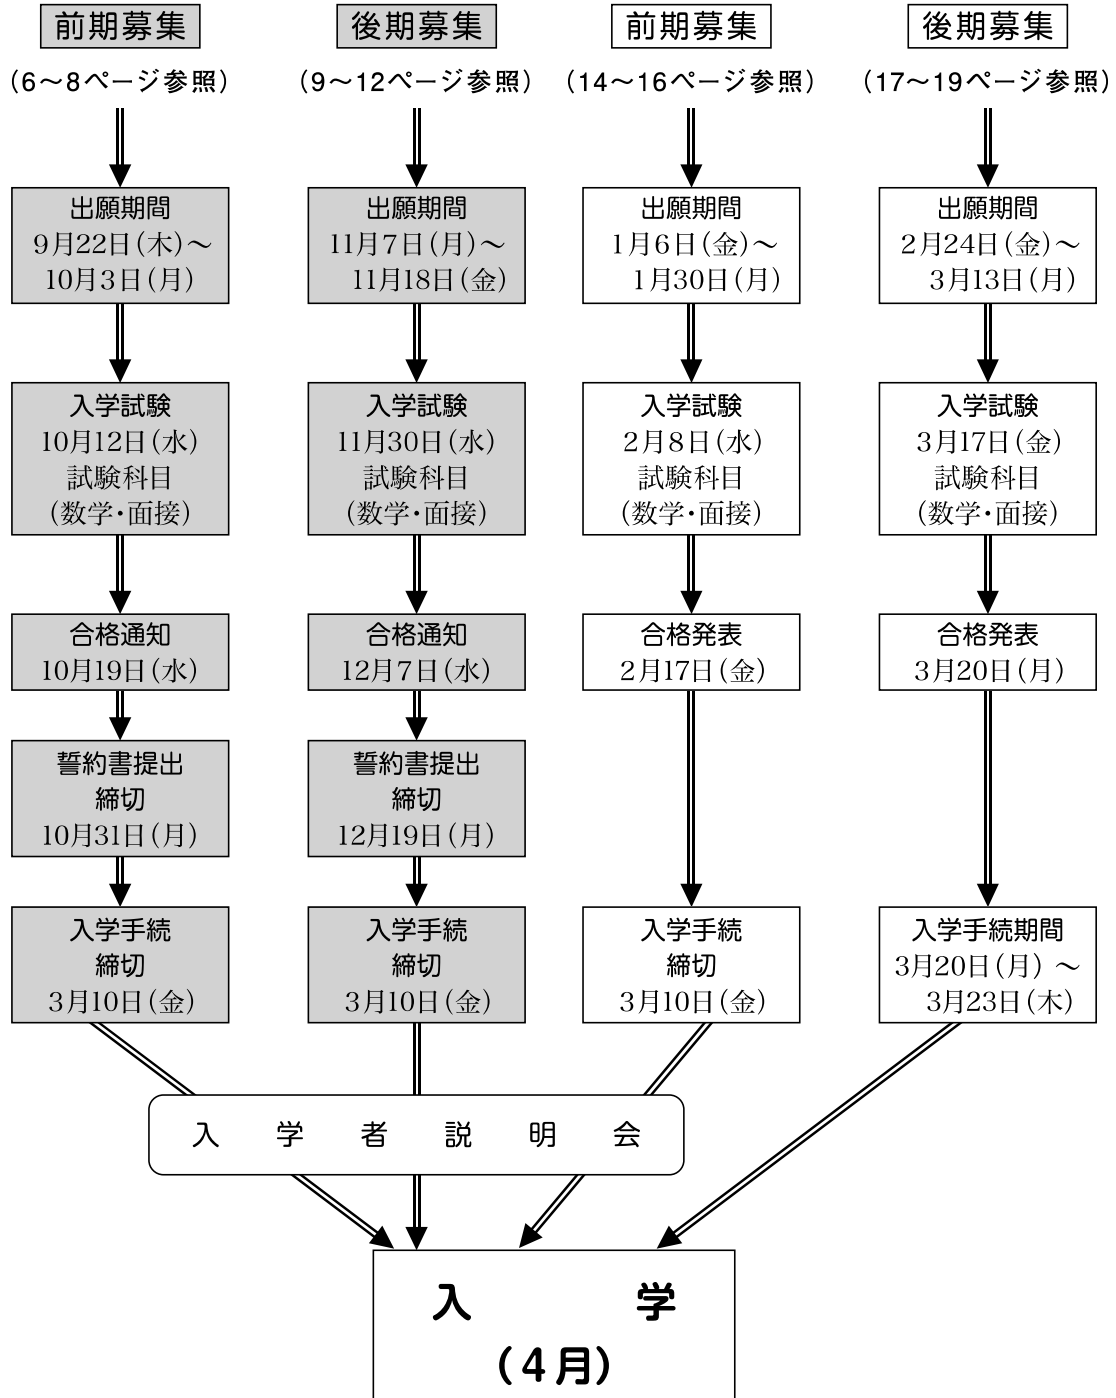 前期募集
(6～8ページ参照)
出願期間
9月22日(木)～
10月3日(月)
入学試験
10月12日(水)
試験科目
(数学・面接)
合格通知
10月19日(水)
誓約書提出
締切
10月31日(月)
入学手続
締切
3月10日(金)
後期募集
(9～12ページ参照)
出願期間
11月7日(月)～
11月18日(金)
入学試験
11月30日(水)
試験科目
(数学・面接)
合格通知
12月7日(水)
誓約書提出
締切
12月19日(月)
入学手続
締切
3月10日(金)
前期募集
(14～16ページ参照)
出願期間
1月6日(金)～
1月30日(月)
入学試験
2月8日(水)
試験科目
(数学・面接)
合格発表
2月17日(金)
入学手続
締切
3月10日(金)
後期募集
(17～19ページ参照)
出願期間
2月24日(金)～
3月13日(月)
入学試験
3月17日(金)
試験科目
(数学・面接)
合格発表
3月20日(月)
入学手続期間
3月20日(月)～
3月23日(木)
入学者説明会
入学
(4月)